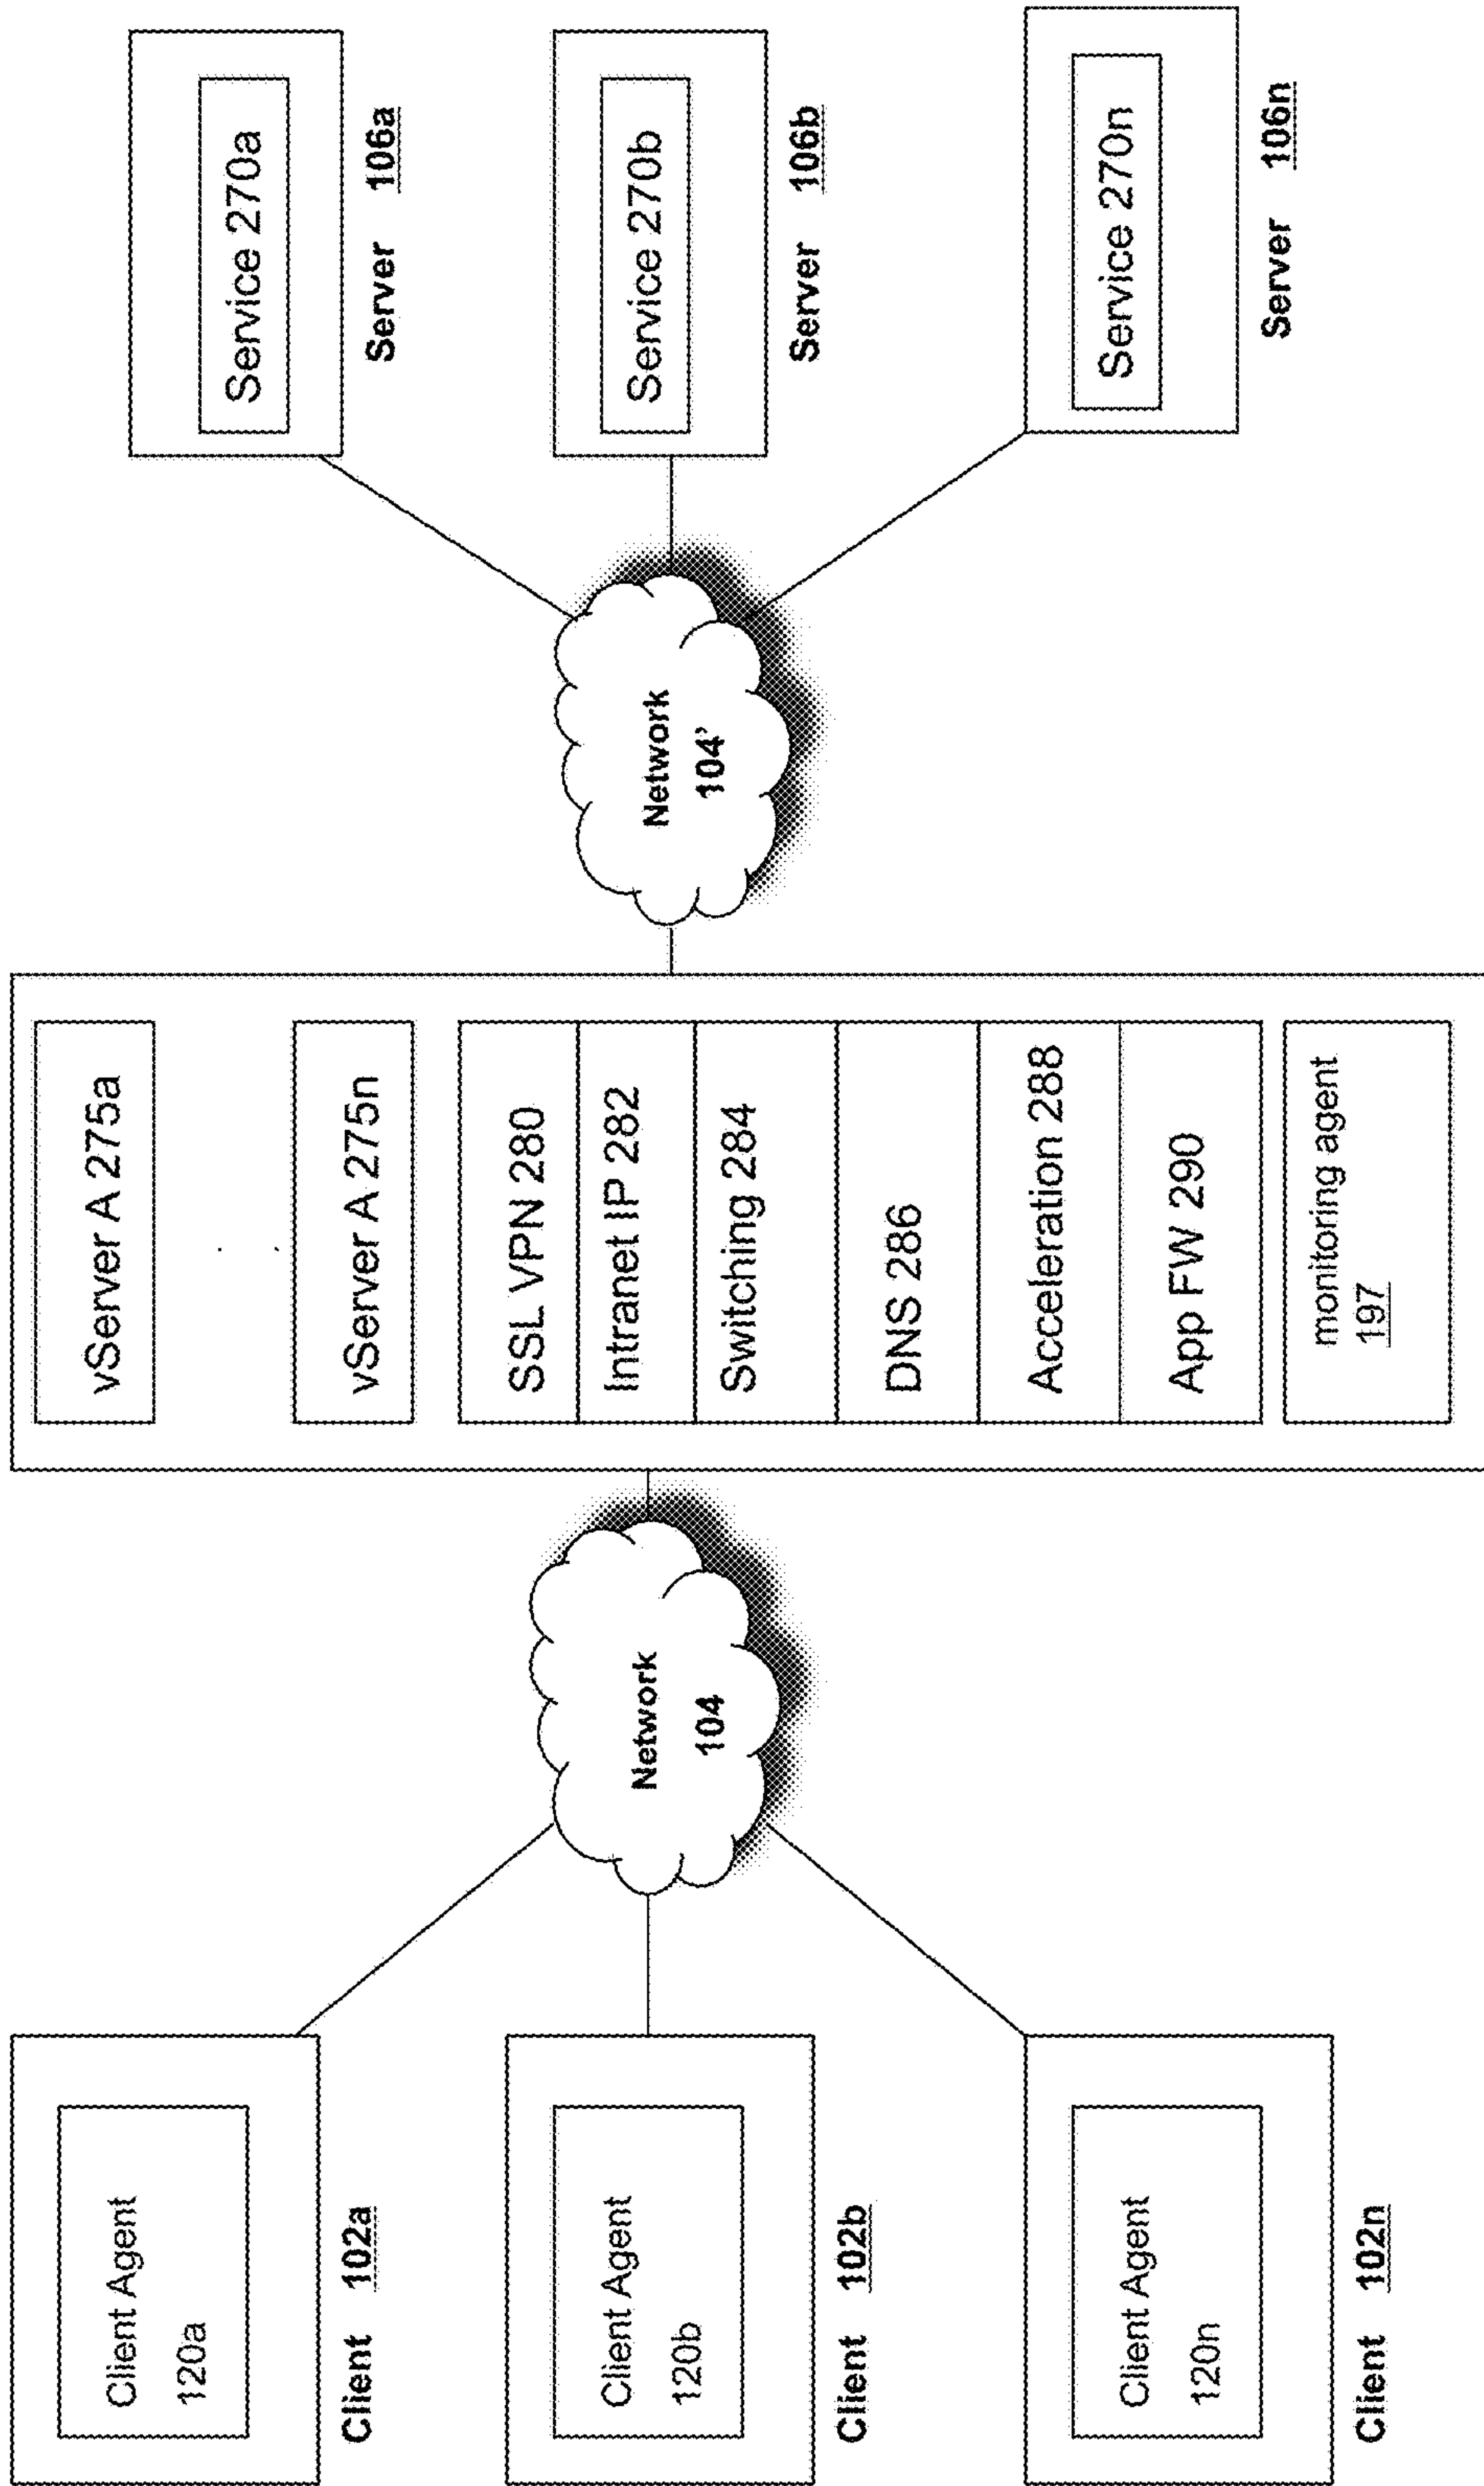 Client Agent
120a
Client 102a
Client Agent
120b
Client 102b
Client Agent
120n
Client 102n
Network
104
vServer A 275a
vServer A 275n
SSL VPN 280
Intranet IP 282
Switching 284
DNS 286
Acceleration 288
App FW 290
monitoring agent
197
Network
104’
Service 270a
Server 106a
Service 270b
Server 106b
Service 270n
Server 106n